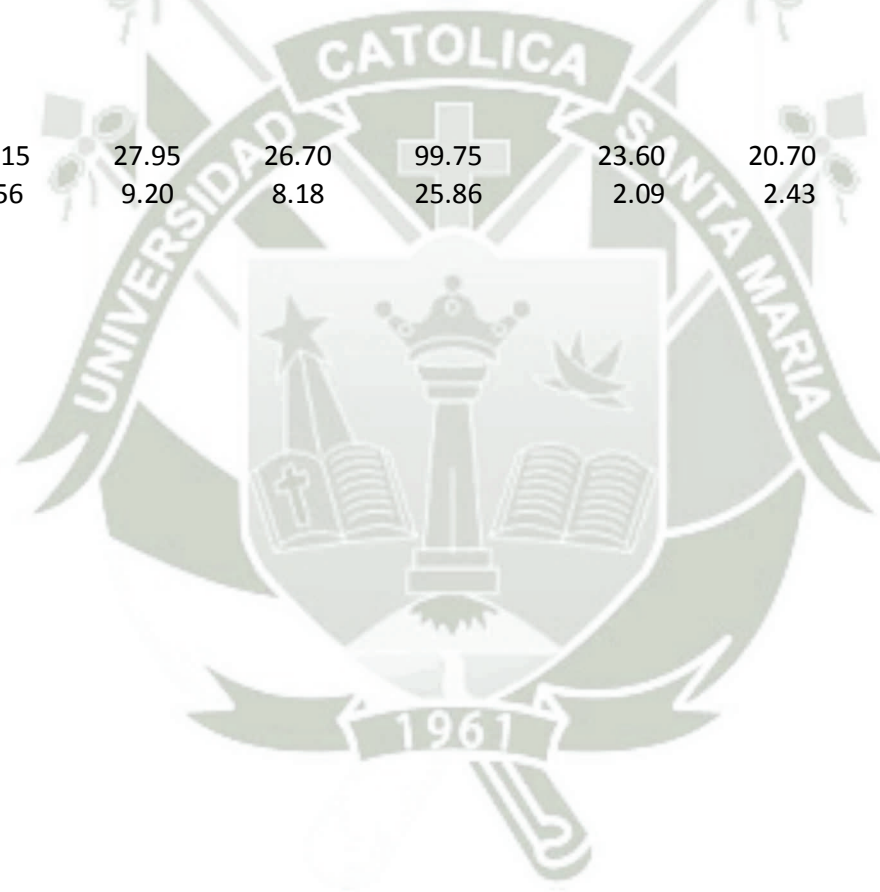 CATOLICA
UNIVERSIDAD
SANTA MARIA
15 27.95 26.70 99.75 23.60 20.70
56 9.20 8.18 25.86 2.09 2.43
1961